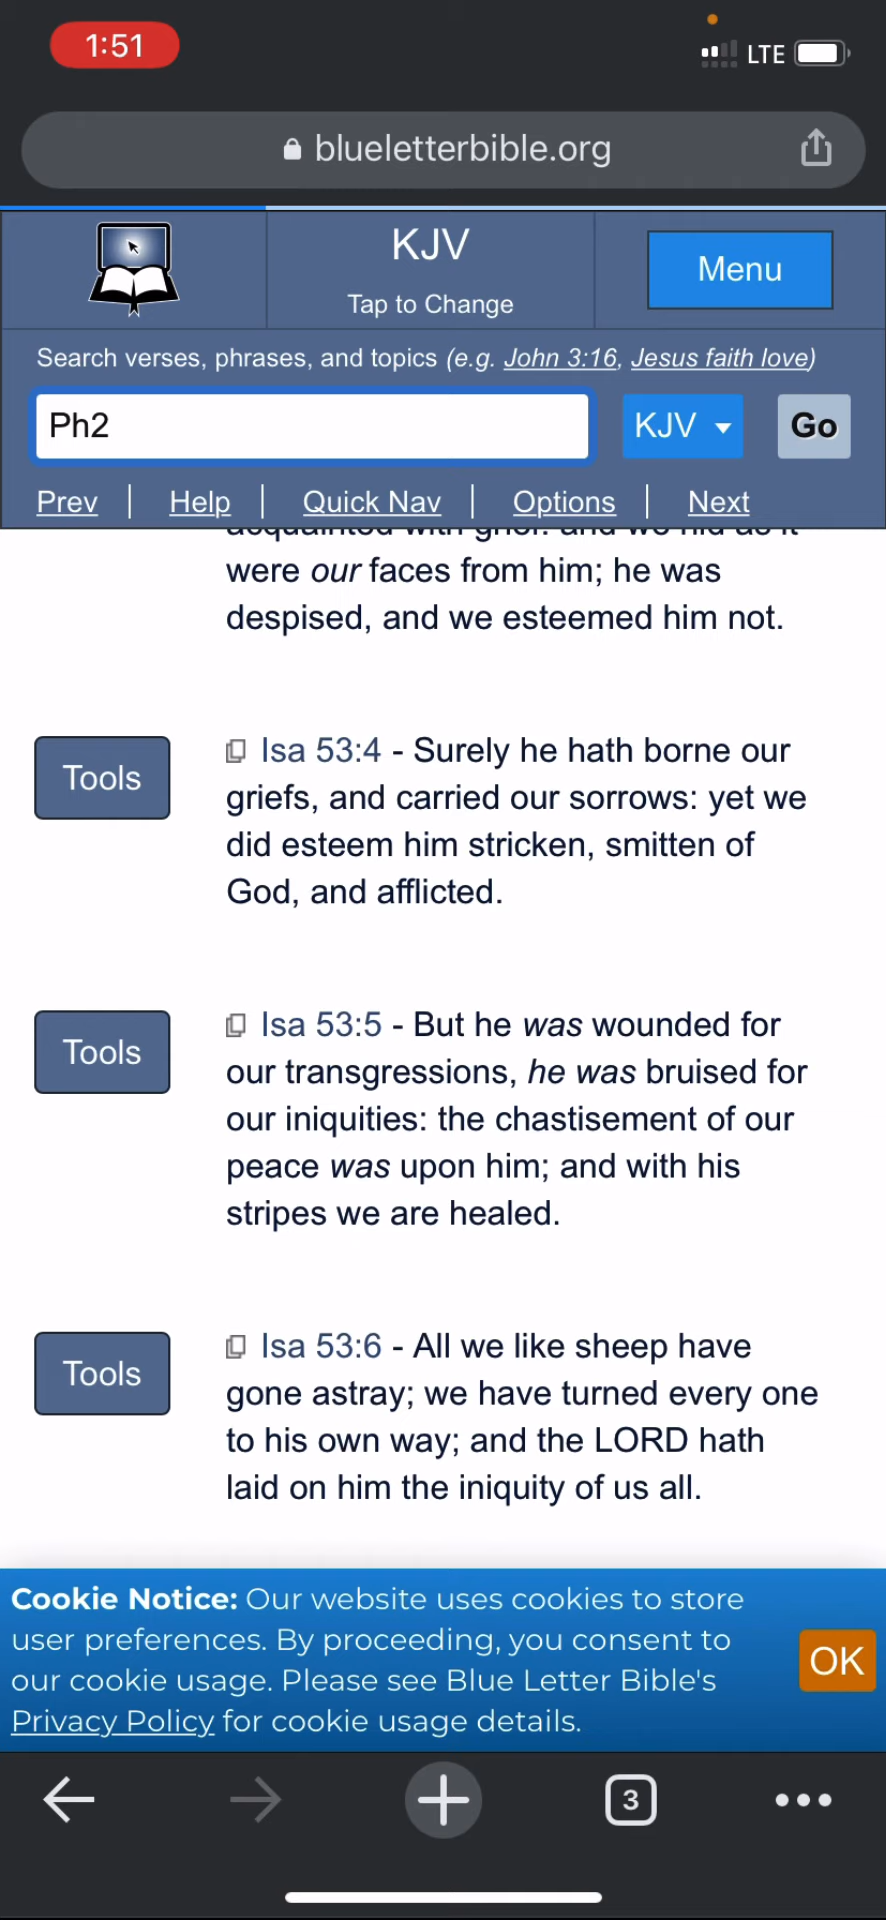 1:51
LTE
blueletterbible.org
KJV
Tap to Change
Menu
Search verses, phrases, and topics (e.g. John 3:16, Jesus faith love)
Ph2
KJV
Go
Prev | Help | Quick Nav | Options | Next
acquainted with grief: and we hid as it
were our faces from him; he was
despised, and we esteemed him not.
Tools
Isa 53:4 - Surely he hath borne our
griefs, and carried our sorrows: yet we
did esteem him stricken, smitten of
God, and afflicted.
Tools
Isa 53:5 - But he was wounded for
our transgressions, he was bruised for
our iniquities: the chastisement of our
peace was upon him; and with his
stripes we are healed.
Tools
Isa 53:6 - All we like sheep have
gone astray; we have turned every one
to his own way; and the LORD hath
laid on him the iniquity of us all.
Cookie Notice: Our website uses cookies to store
user preferences. By proceeding, you consent to
our cookie usage. Please see Blue Letter Bible's
Privacy Policy for cookie usage details.
OK
3